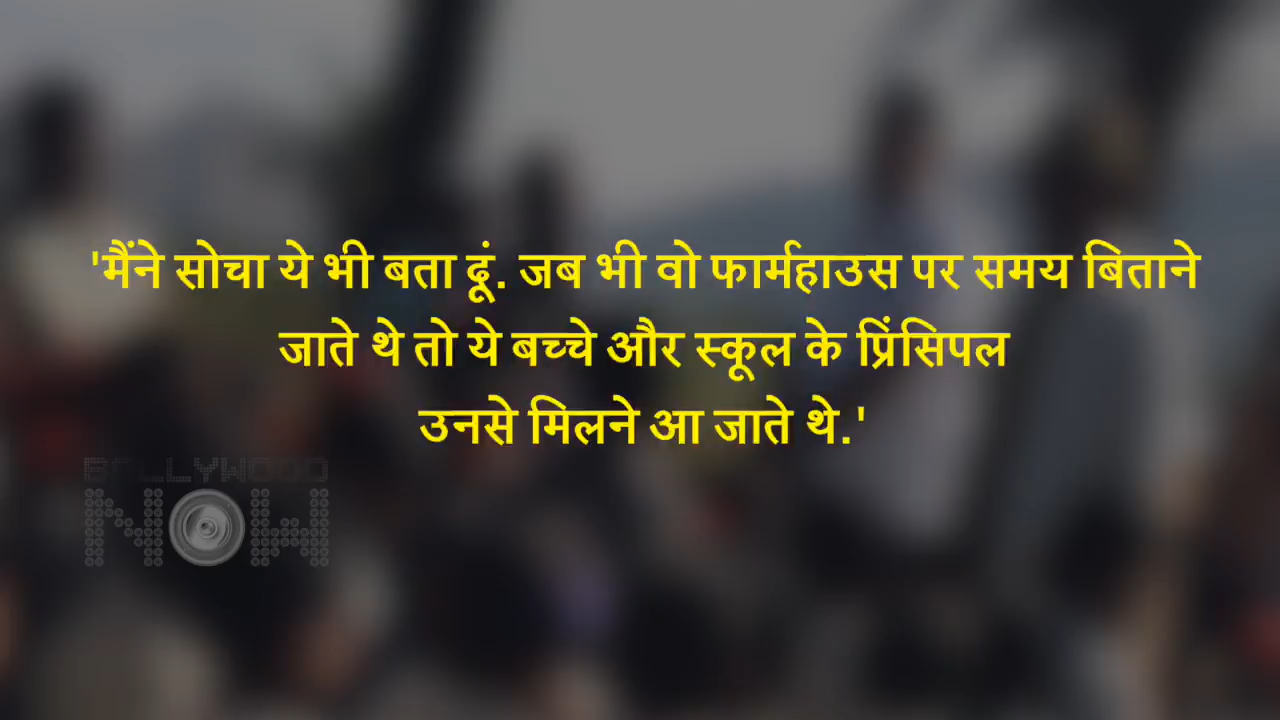 'मैंने सोचा ये भी बता ढूं. जब भी वो फार्महाउस पर समय बिताने
जाते थे तो ये बच्चे और स्कूल के प्रिंसिपल
उनसे मिलने आ जाते थे.'
BOLLYWOOD
NOW